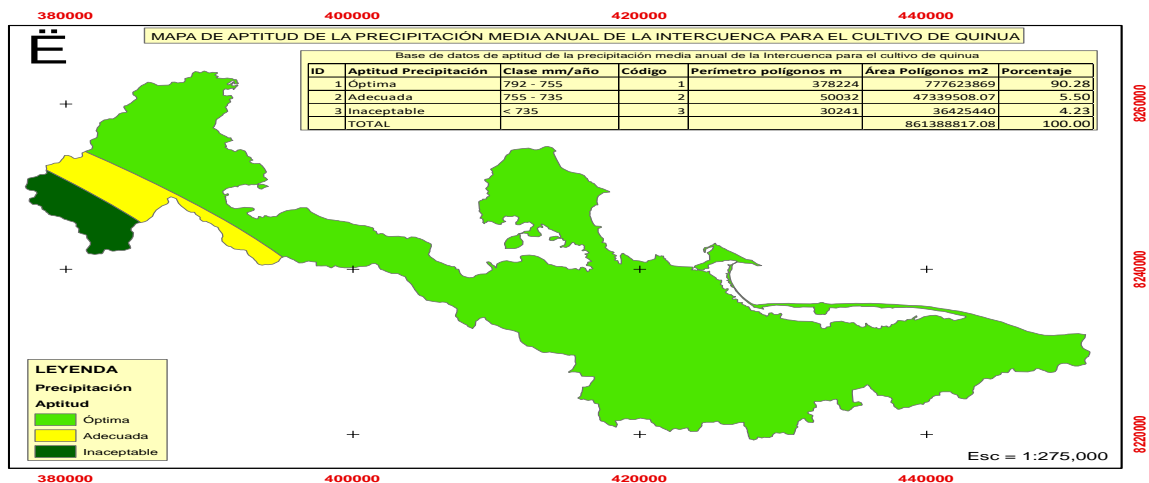 380000 400000 420000 440000
Ë
MAPA DE APTITUD DE LA PRECIPITACIÓN MEDIA ANUAL DE LA INTERCUENCA PARA EL CULTIVO DE QUINUA
Base de datos de aptitud de la precipitación media anual de la Intercuenca para el cultivo de quinua
ID Aptitud Precipitación Clase mm/año Código Perímetro polígonos m Área Polígonos m2 Porcentaje
1 Óptima 792 - 755 1 378224 777623869 90.28
2 Adecuada 755 - 735 2 50032 47339508.07 5.50
3 Inaceptable < 735 3 30241 36425440 4.23
TOTAL 861388817.08 100.00
8260000
8240000
8220000
LEYENDA
Precipitación
Aptitud
Óptima
Adecuada
Inaceptable
Esc = 1:275,000
380000 400000 420000 440000